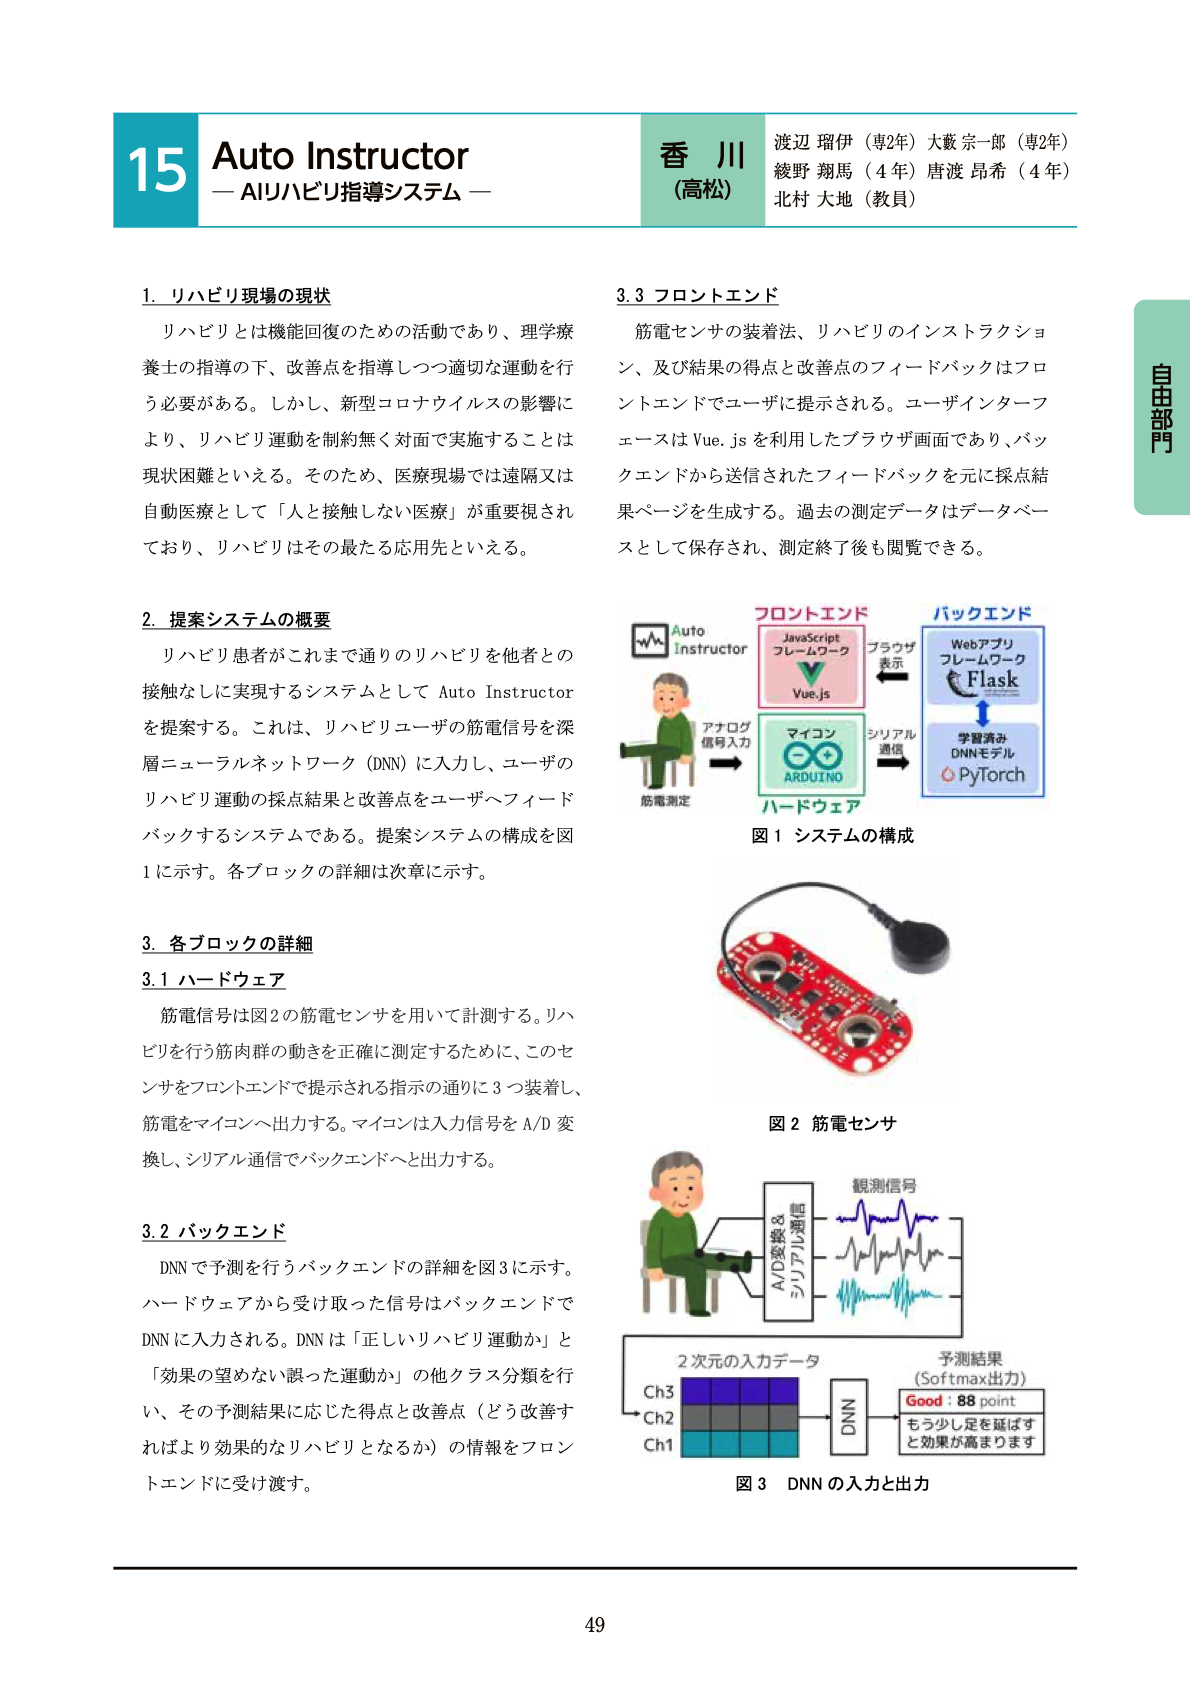 15
Auto Instructor
― AIリハビリ指導システム ―
香 川
(高松)
渡辺 瑠伊（専2年）大藪 宗一郎（専2年）
綾野 翔馬（４年）唐渡 昂希（４年）
北村 大地（教員）
自由部門
1. リハビリ現場の現状
リハビリとは機能回復のための活動であり、理学療
養士の指導の下、改善点を指導しつつ適切な運動を行
う必要がある。しかし、新型コロナウイルスの影響に
より、リハビリ運動を制約無く対面で実施することは
現状困難といえる。そのため、医療現場では遠隔又は
自動医療として「人と接触しない医療」が重要視され
ており、リハビリはその最たる応用先といえる。
2. 提案システムの概要
リハビリ患者がこれまで通りのリハビリを他者との
接触なしに実現するシステムとして Auto Instructor
を提案する。これは、リハビリユーザの筋電信号を深
層ニューラルネットワーク（DNN）に入力し、ユーザの
リハビリ運動の採点結果と改善点をユーザへフィード
バックするシステムである。提案システムの構成を図
1 に示す。各ブロックの詳細は次章に示す。
3. 各ブロックの詳細
3.1 ハードウェア
筋電信号は図2の筋電センサを用いて計測する。リハ
ビリを行う筋肉群の動きを正確に測定するために、このセ
ンサをフロントエンドで提示される指示の通りに 3 つ装着し、
筋電をマイコンへ出力する。マイコンは入力信号を A/D 変
換し、シリアル通信でバックエンドへと出力する。
3.2 バックエンド
DNN で予測を行うバックエンドの詳細を図3に示す。
ハードウェアから受け取った信号はバックエンドで
DNN に入力される。DNN は「正しいリハビリ運動か」と
「効果の望めない誤った運動か」の他クラス分類を行
い、その予測結果に応じた得点と改善点（どう改善す
ればより効果的なリハビリとなるか）の情報をフロン
トエンドに受け渡す。
3.3 フロントエンド
筋電センサの装着法、リハビリのインストラクショ
ン、及び結果の得点と改善点のフィードバックはフロ
ントエンドでユーザに提示される。ユーザインターフ
ェースは Vue.js を利用したブラウザ画面であり、バッ
クエンドから送信されたフィードバックを元に採点結
果ページを生成する。過去の測定データはデータベー
スとして保存され、測定終了後も閲覧できる。
フロントエンド
バックエンド
Auto
Instructor
JavaScript
フレームワーク
Vue.js
ブラウザ
表示
Webアプリ
フレームワーク
Flask
アナログ
信号入力
マイコン
ARDUINO
シリアル
通信
学習済み
DNNモデル
PyTorch
筋電測定
ハードウェア
図 1 システムの構成
図 2 筋電センサ
観測信号
A/D変換 &
シリアル通信
2 次元の入力データ
Ch3
Ch2
Ch1
DNN
予測結果
(Softmax出力)
Good : 88 point
もう少し足を延ばす
と効果が高まります
図 3 DNN の入力と出力
49